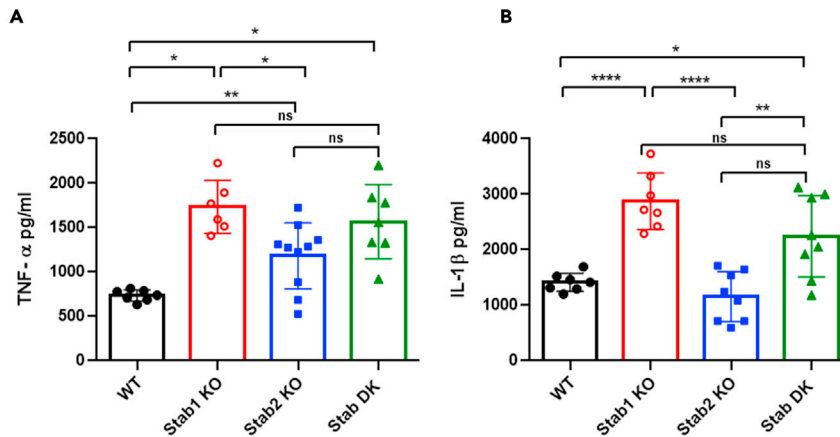 A
*
*
*
**
ns
ns
2500
2000
1500
1000
500
0
TNF- α pg/ml
WT
Stab1 KO
Stab2 KO
Stab DK
B
*
****
****
**
ns
ns
4000
3000
2000
1000
0
IL-1β pg/ml
WT
Stab1 KO
Stab2 KO
Stab DK